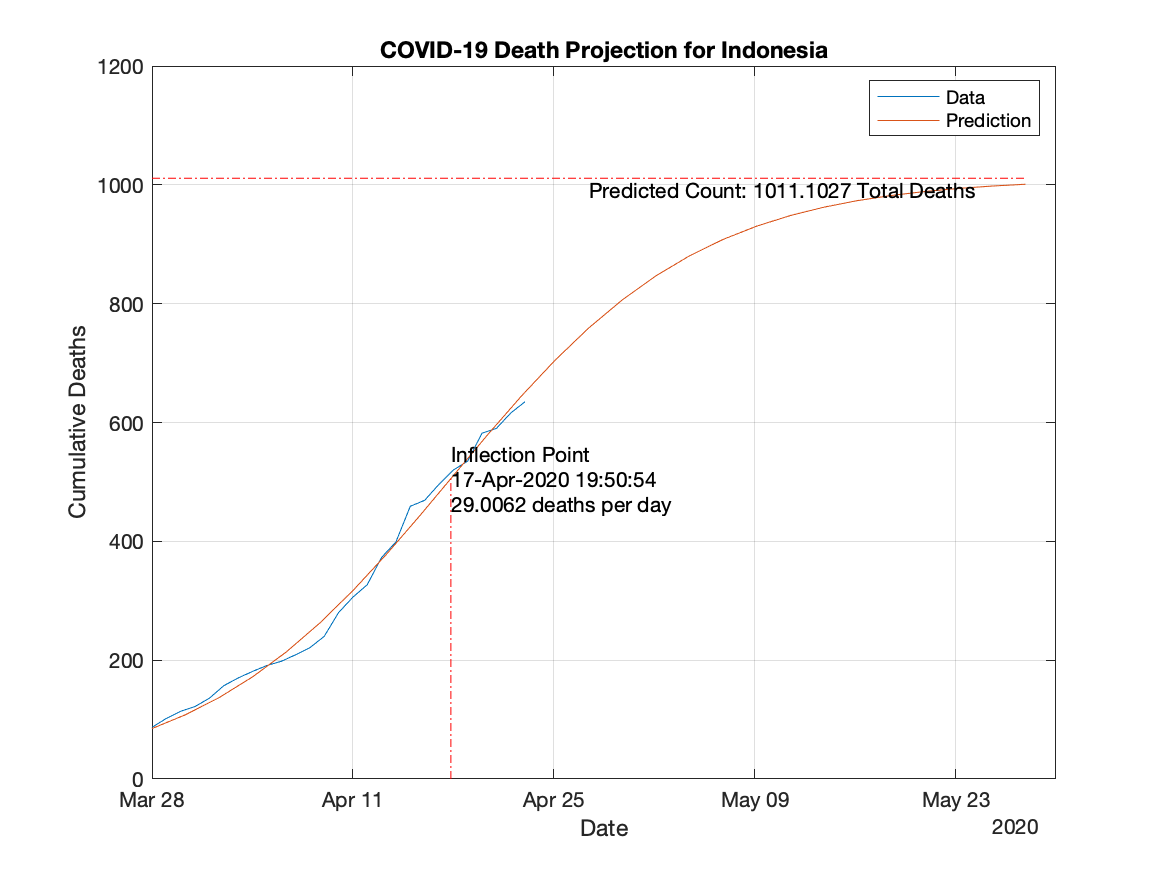 COVID-19 Death Projection for Indonesia
1200
1000
800
600
400
200
0
Cumulative Deaths
Data
Prediction
Predicted Count: 1011.1027 Total Deaths
Inflection Point
17-Apr-2020 19:50:54
29.0062 deaths per day
Mar 28
Apr 11
Apr 25
May 09
May 23
Date
2020